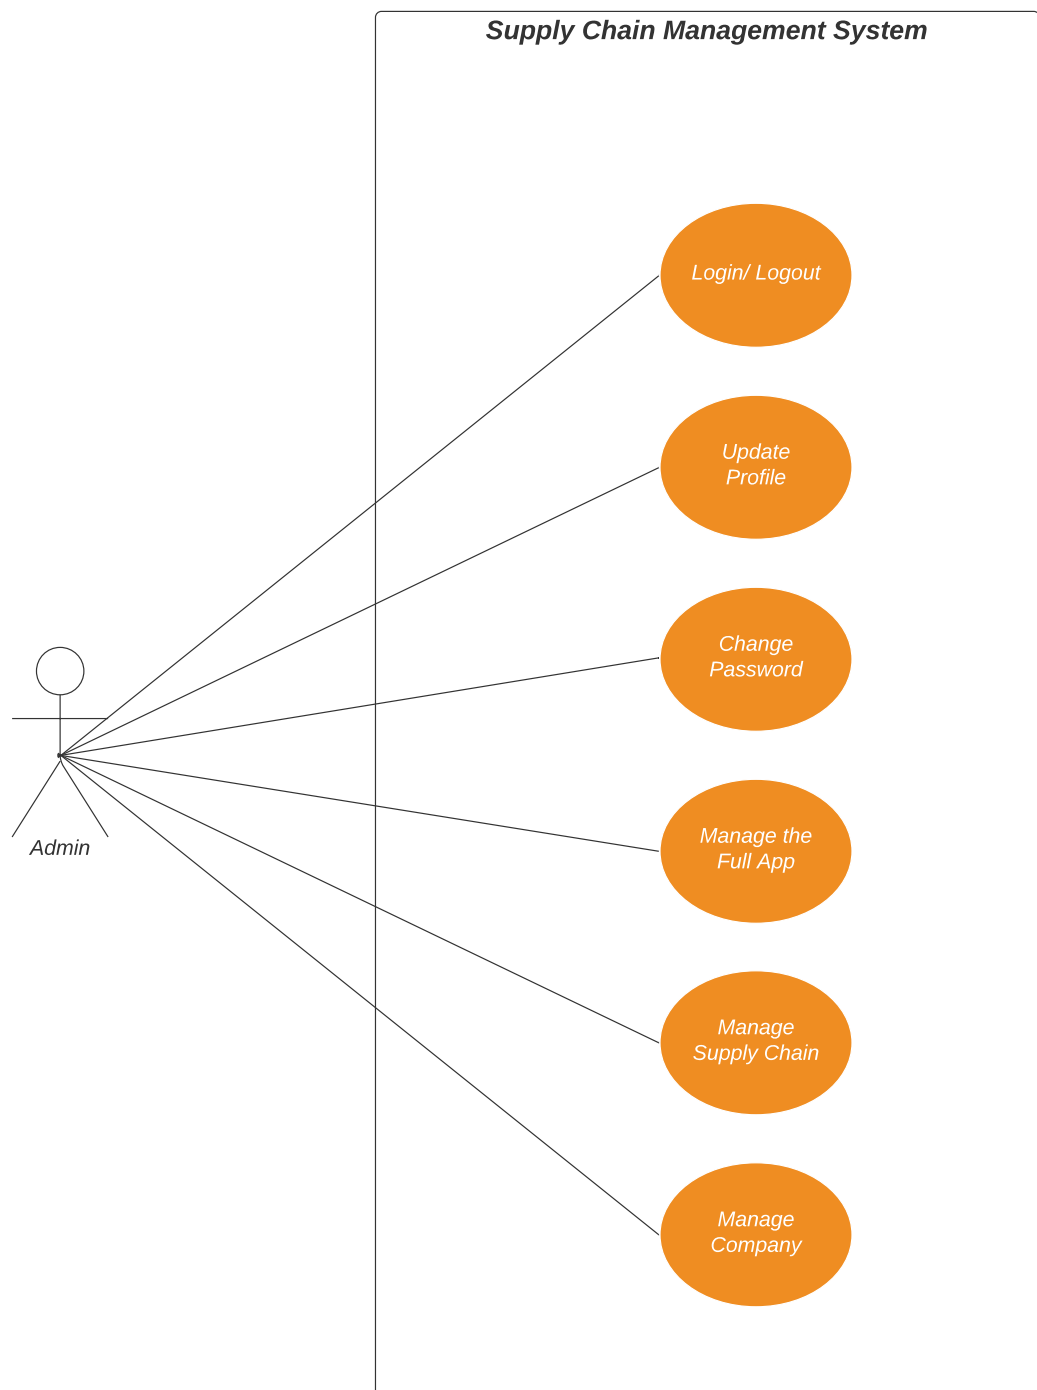 Supply Chain Management System
Login/ Logout
Update
Profile
Change
Password
Manage the
Full App
Admin
Manage
Supply Chain
Manage
Company